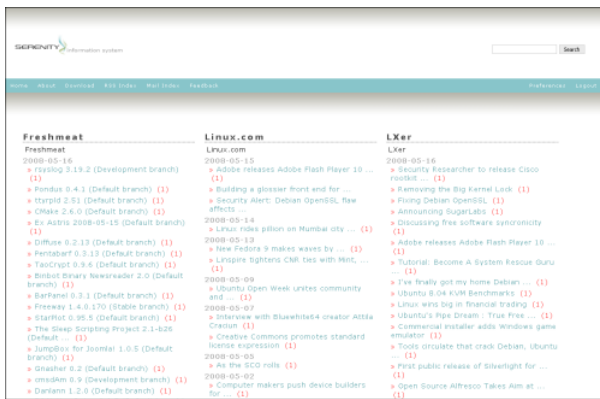 SERENITY information system
Search
Home About Download RSS Index Mail Index Feedback
Preferences Logout
Freshmeat
Freshmeat
2008-05-16
» rsyslog 3.19.2 (Development branch)
(1)
» Pondus 0.4.1 (Default branch) (1)
» ttyrpld 2.51 (Default branch) (1)
» CMake 2.6.0 (Default branch) (1)
» Ex Astris 2008-05-15 (Default branch)
(1)
» Diffuse 0.2.13 (Default branch) (1)
» Pentabarf 0.3.13 (Default branch) (1)
» TaoCrypt 0.9.6 (Default branch) (1)
» Binbot Binary Newsreader 2.0 (Default
branch) (1)
» BarPanel 0.3.1 (Default branch) (1)
» Freeway 1.4.0.170 (Stable branch) (1)
» StarPlot 0.95.5 (Default branch) (1)
» The Sleep Scripting Project 2.1-b26
(Default ... (1)
» JumpBox for Joomla! 1.0.5 (Default
branch) (1)
» Gnasher 0.2 (Default branch) (1)
» cmsdAm 0.9 (Development branch) (1)
» Danlann 1.2.0 (Default branch) (1)
Linux.com
Linux.com
2008-05-15
» Adobe releases Adobe Flash Player 10 ...
(1)
» Building a glossier front end for ...
» Security Alert: Debian OpenSSL flaw
affects ...
2008-05-14
» Linux rides pillion on Mumbai city ... (1)
2008-05-13
» New Fedora 9 makes waves by ... (1)
» Linspire tightens CNR ties with Mint, ...
(1)
2008-05-09
» Ubuntu Open Week unites community
and ... (1)
2008-05-07
» Interview with Bluewhite64 creator Attila
Craciun (1)
» Creative Commons promotes standard
license expression (1)
2008-05-05
» As the SCO rolls (1)
2008-05-02
» Computer makers push device builders
for ... (1)
LXer
LXer
2008-05-16
» Security Researcher to release Cisco
rootkit ... (1)
» Removing the Big Kernel Lock (1)
» Fixing Debian OpenSSL (1)
» Announcing SugarLabs (1)
» Discussing free software syncronicity
(1)
» Adobe releases Adobe Flash Player 10 ...
(1)
» Tutorial: Become A System Rescue Guru
... (1)
» I've finally got my home Debian ... (1)
» Ubuntu 8.04 KVM Benchmarks (1)
» Linux wins big in financial trading (1)
» Ubuntu's Pipe Dream : True Free ... (1)
» Commercial installer adds Windows game
emulator (1)
» Tools circulate that crack Debian, Ubuntu
... (1)
» First public release of Silverlight for ...
(1)
» Open Source Alfresco Takes Aim at ...
(1)